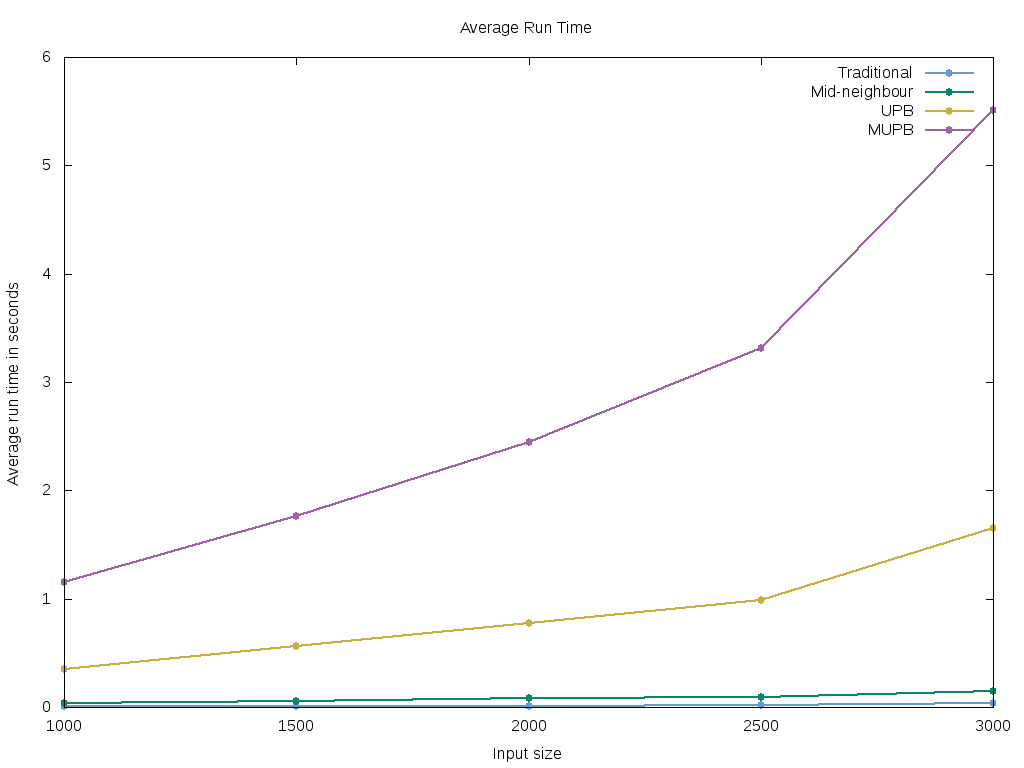 Average Run Time
Traditional
Mid-neighbour
UPB
MUPB
6
5
4
3
2
1
0
Average run time in seconds
1000 1500 2000 2500 3000
Input size